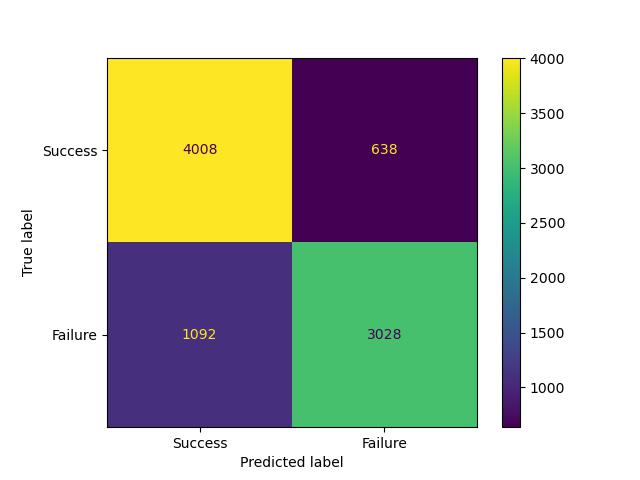 4000
3500
3000
2500
2000
1500
1000
Success
4008
638
True label
Failure
1092
3028
Success
Failure
Predicted label